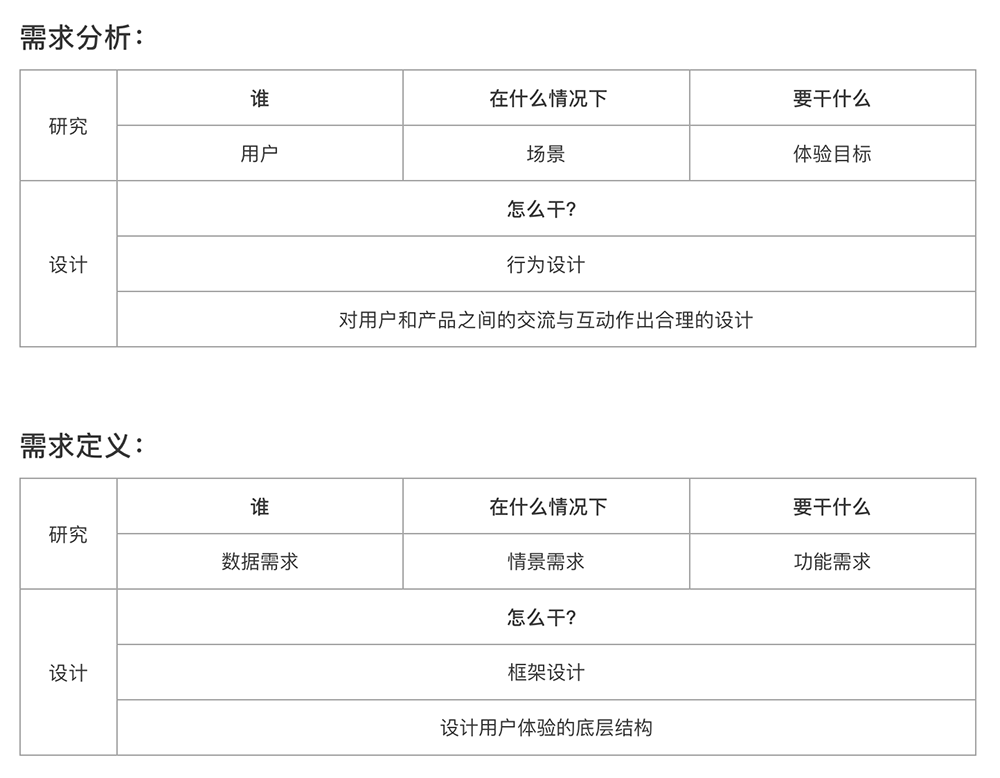 需求分析：
谁
在什么情况下
要干什么
研究
用户
场景
体验目标
怎么干?
设计
行为设计
对用户和产品之间的交流与互动作出合理的设计
需求定义：
谁
在什么情况下
要干什么
研究
数据需求
情景需求
功能需求
怎么干?
设计
框架设计
设计用户体验的底层结构